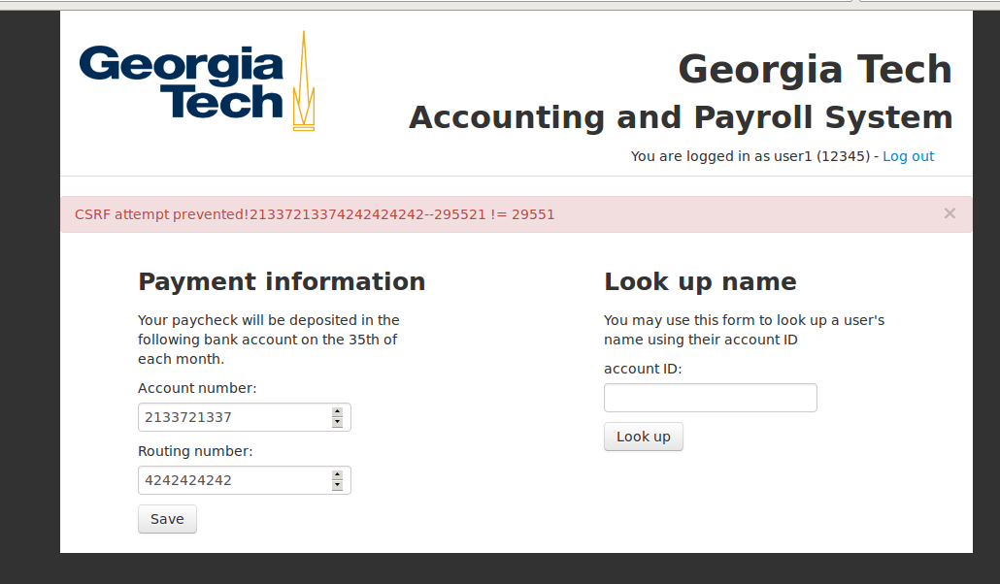 Georgia
Tech
Georgia Tech
Accounting and Payroll System
You are logged in as user1 (12345) - Log out
CSRF attempt prevented!21337213374242424242--295521 != 29551
×
Payment information
Your paycheck will be deposited in the
following bank account on the 35th of
each month.
Account number:
2133721337
Routing number:
4242424242
Save
Look up name
You may use this form to look up a user's
name using their account ID
account ID:
Look up